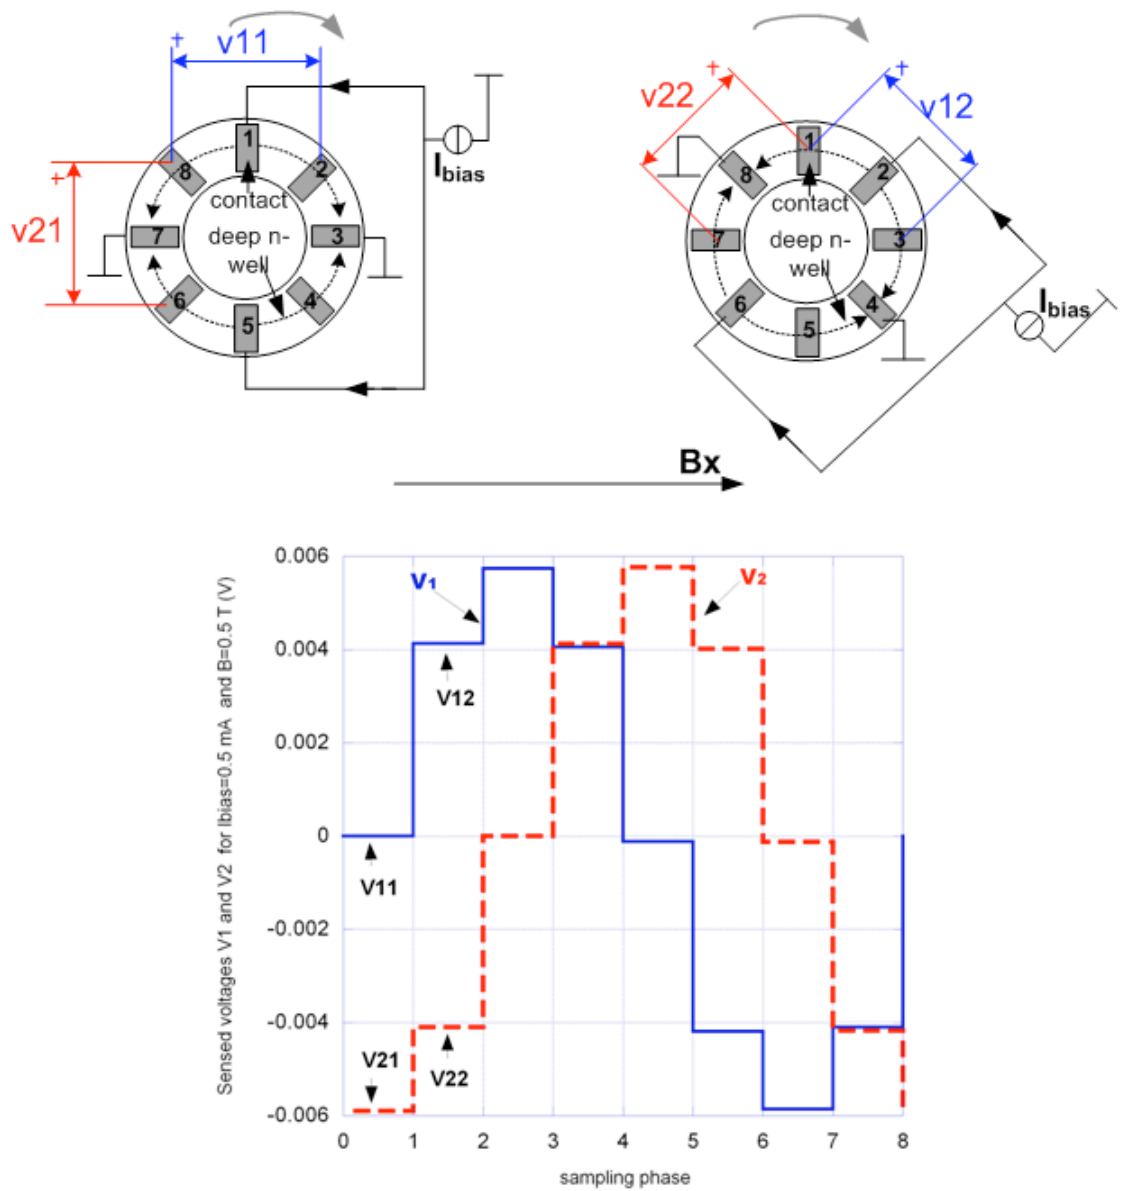 +
v11
+
v21
1
2
3
4
5
6
7
8
contact
deep n-
well
Ibias
+
v22
+
v12
1
2
3
4
5
6
7
8
contact
deep n-
well
Ibias
Bx
Sensed voltages V1 and V2 for Ibias=0.5 mA and B=0.5 T (V)
0.006
0.004
0.002
0
-0.002
-0.004
-0.006
v1
v2
V12
V11
V21
V22
0 1 2 3 4 5 6 7 8
sampling phase